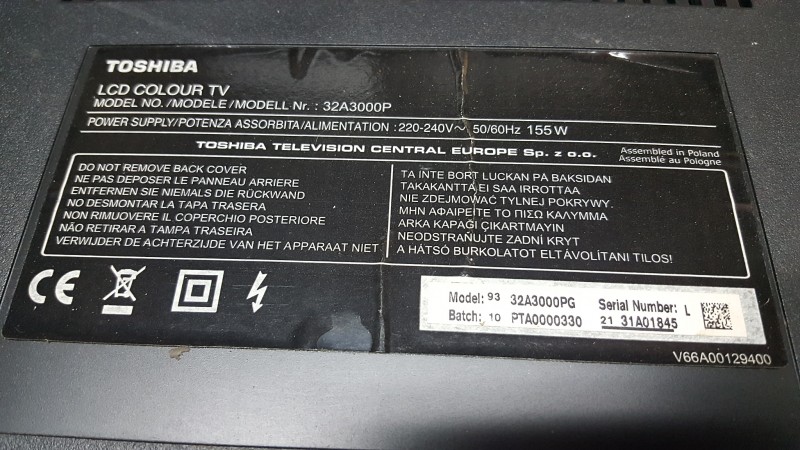 TOSHIBA
LCD COLOUR TV
MODEL NO./MODELE/MODELL Nr. : 32A3000P
POWER SUPPLY/POTENZA ASSORBITA/ALIMENTATION : 220-240V～ 50/60Hz 155W
TOSHIBA TELEVISION CENTRAL EUROPE Sp. z o.o.
Assembled in Poland
Assemblé au Pologne
DO NOT REMOVE BACK COVER
NE PAS DEPOSER LE PANNEAU ARRIERE
ENTFERNEN SIE NIEMALS DIE RÜCKWAND
NO DESMONTAR LA TAPA TRASERA
NON RIMUOVERE IL COPERCHIO POSTERIORE
NÃO RETIRAR A TAMPA TRASEIRA
VERWIJDER DE ACHTERZIJDE VAN HET APPARAAT NIET
TA INTE BORT LUCKAN PA BAKSIDAN
TAKAKANTTA EI SAA IRROTTAA
NIE ZDEJMOWAĆ TYLNEJ POKRYWY.
ΜΗΝ ΑΦΑΙΡΕΙΤΕ ΤΟ ΠΙΣΩ ΚΑΛΥΜΜΑ
ARKA KAPAĞI ÇIKARTMAYIN
NEODSTRAŇUJTE ZADNÍ KRYT
A HÁTSÓ BURKOLATOT ELTÁVOLÍTANI TILOS!
CE
Model: 93 32A3000PG Serial Number: L
Batch: 10 PTA0000330 21 31A01845
V66A00129400